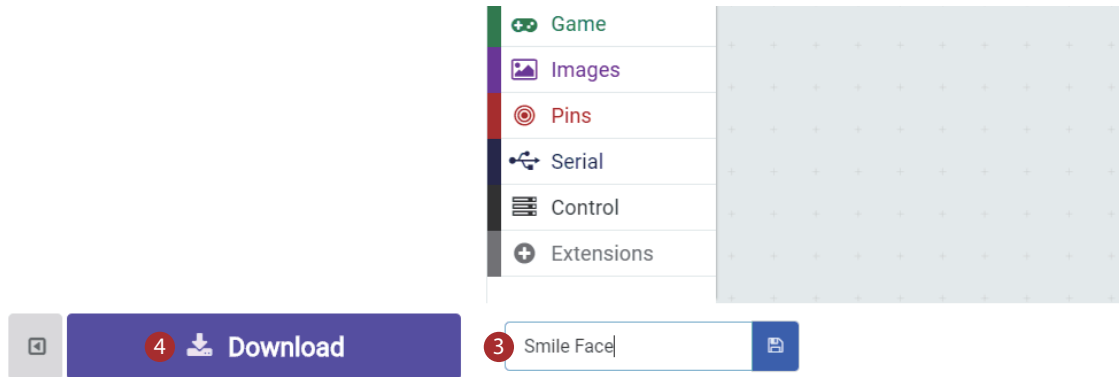 Game
Images
Pins
Serial
Control
Extensions
4 Download
3 Smile Face